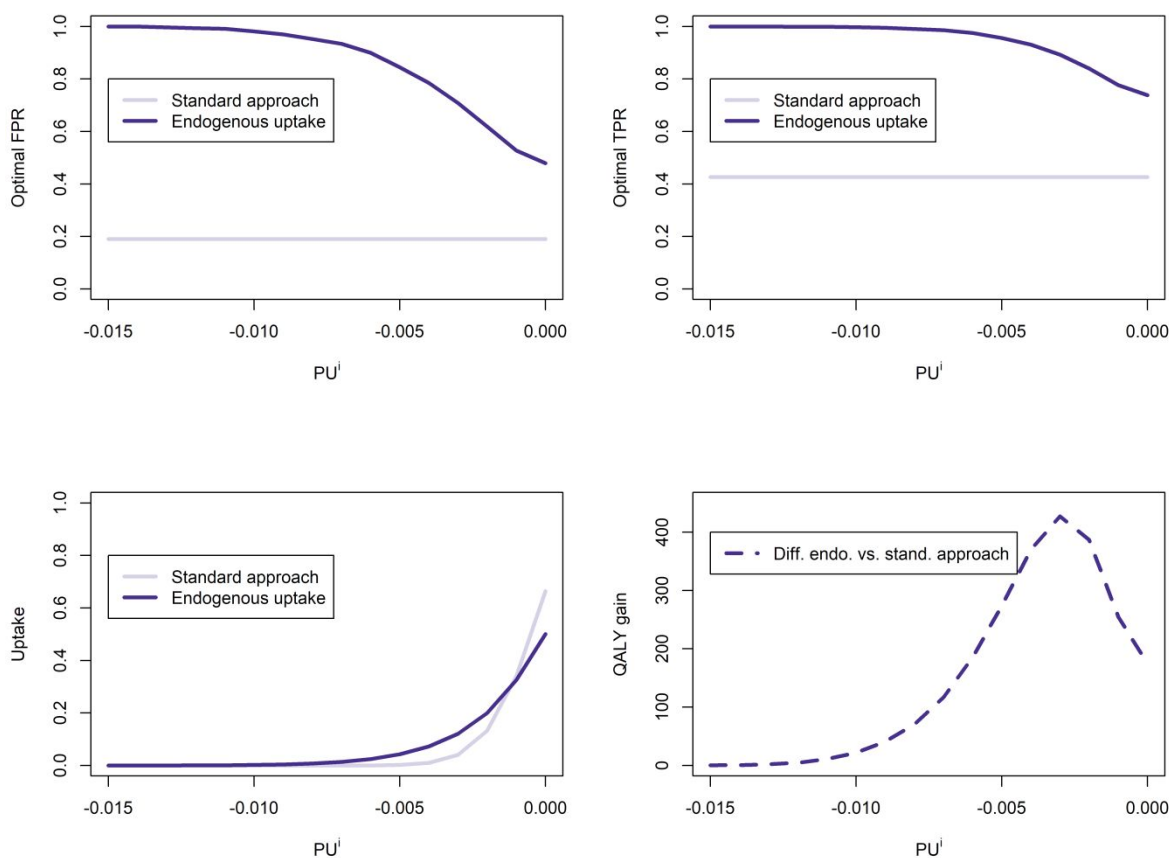 Optimal FPR
1.0
0.8
0.6
0.4
0.2
0.0
Standard approach
Endogenous uptake
-0.015 -0.010 -0.005 0.000
PUⁱ
Optimal TPR
1.0
0.8
0.6
0.4
0.2
0.0
Standard approach
Endogenous uptake
-0.015 -0.010 -0.005 0.000
PUⁱ
Uptake
1.0
0.8
0.6
0.4
0.2
0.0
Standard approach
Endogenous uptake
-0.015 -0.010 -0.005 0.000
PUⁱ
QALY gain
400
300
200
100
0
Diff. endo. vs. stand. approach
-0.015 -0.010 -0.005 0.000
PUⁱ